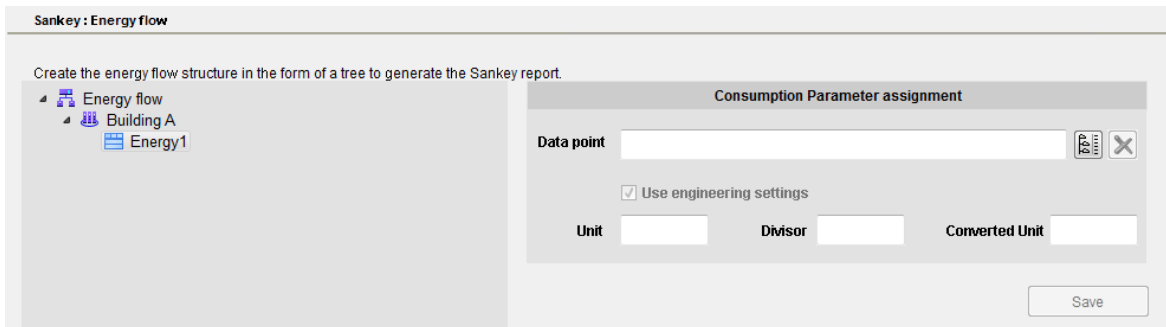 Sankey : Energy flow
Create the energy flow structure in the form of a tree to generate the Sankey report.
Energy flow
Building A
Energy1
Consumption Parameter assignment
Data point
Use engineering settings
Unit Divisor Converted Unit
Save